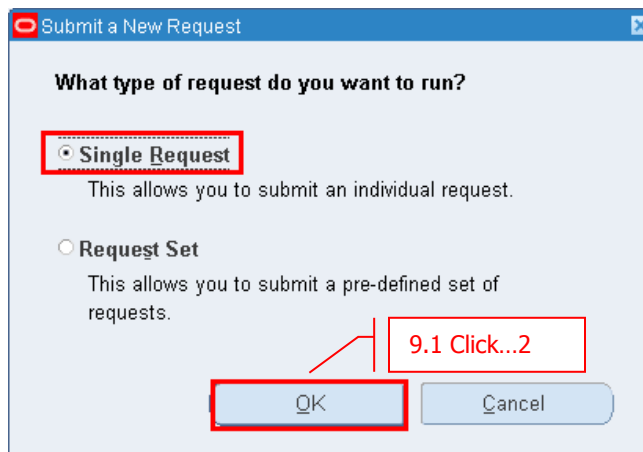 Submit a New Request
What type of request do you want to run?
Single Request
This allows you to submit an individual request.
Request Set
This allows you to submit a pre-defined set of
requests.
9.1 Click...2
OK
Cancel